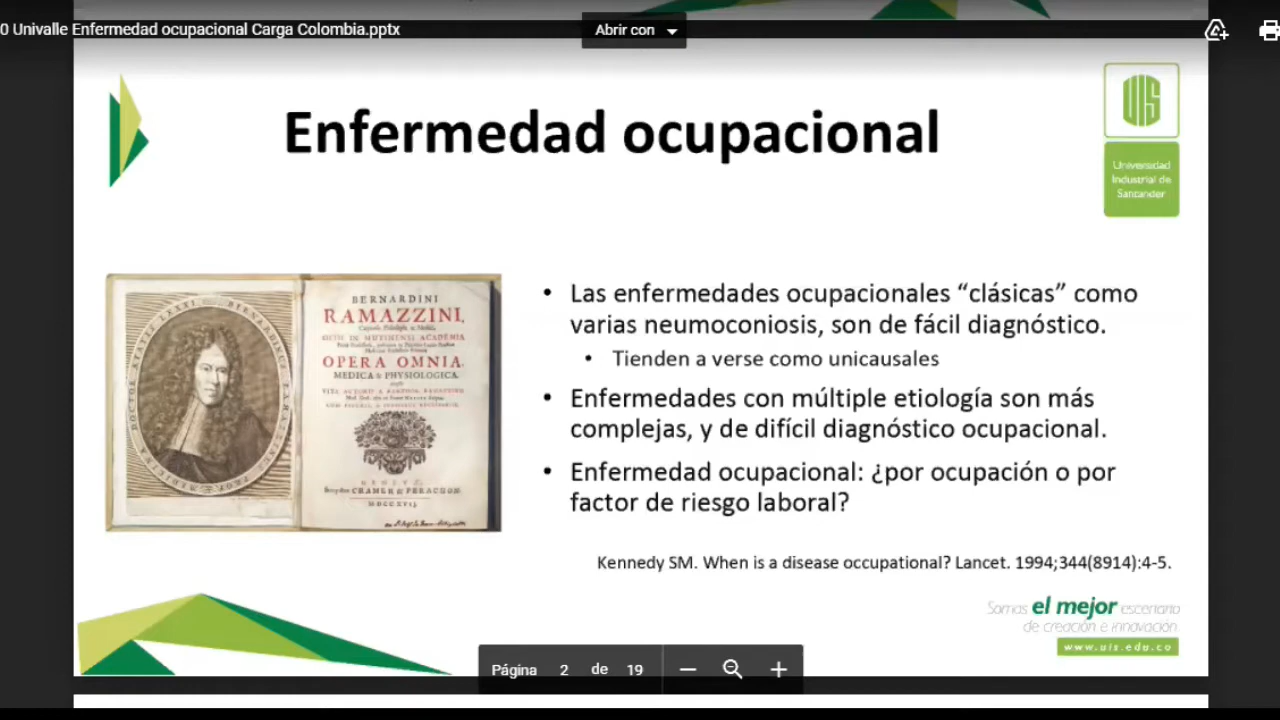 0 Univalle Enfermedad ocupacional Carga Colombia.pptx
Abrir con
Enfermedad ocupacional
UIS
Universidad
Industrial de
Santander
BERNARDINI
RAMAZZINI,
OPERA OMNIA,
MEDICA & PHYSIOLOGICA.
CRAMER & PERACHON
MDCCXVII.
• Las enfermedades ocupacionales “clásicas” como
varias neumoconiosis, son de fácil diagnóstico.
• Tienden a verse como unicausales
• Enfermedades con múltiple etiología son más
complejas, y de difícil diagnóstico ocupacional.
• Enfermedad ocupacional: ¿por ocupación o por
factor de riesgo laboral?
Kennedy SM. When is a disease occupational? Lancet. 1994;344(8914):4-5.
Somos el mejor escenario
de creación e innovación.
www.uis.edu.co
Página 2 de 19